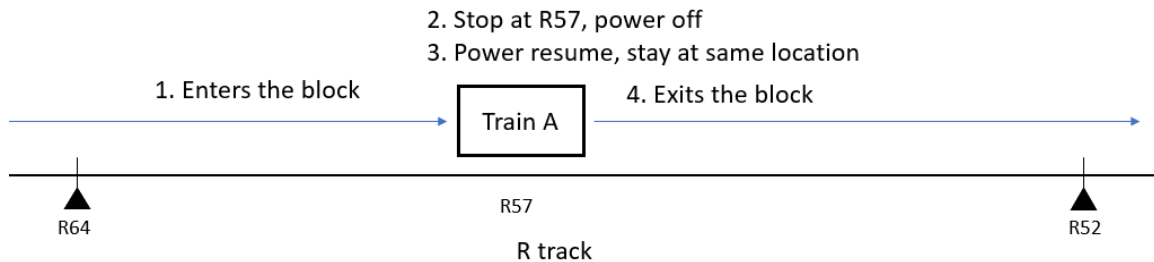 2. Stop at R57, power off
3. Power resume, stay at same location
1. Enters the block
Train A
4. Exits the block
R64
R57
R52
R track